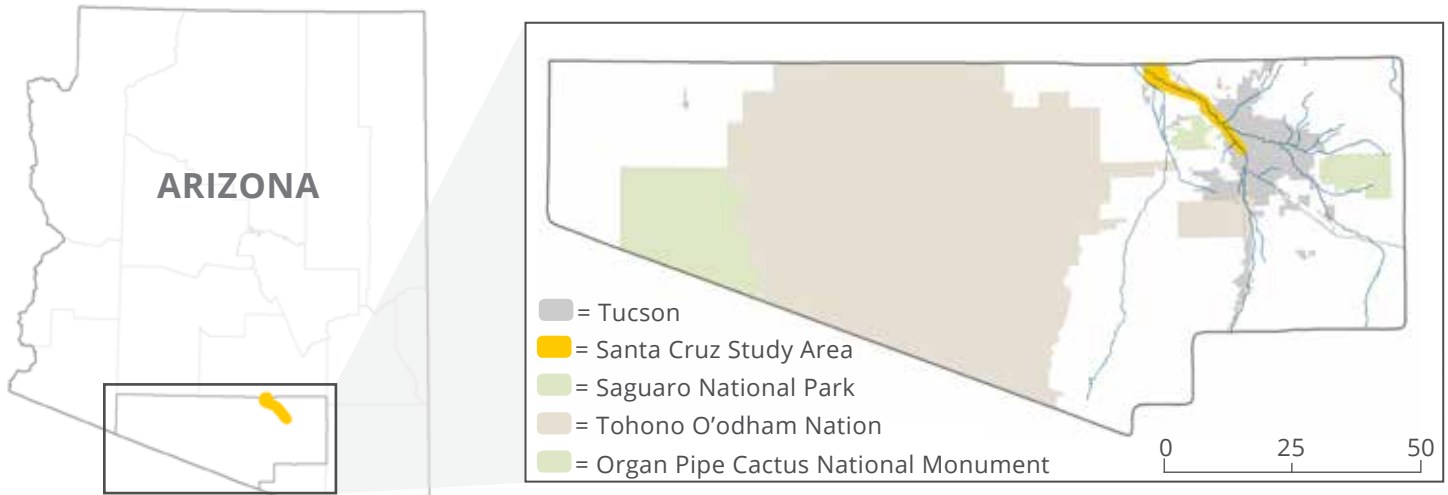 ARIZONA
= Tucson
= Santa Cruz Study Area
= Saguaro National Park
= Tohono O’odham Nation
= Organ Pipe Cactus National Monument
0 25 50